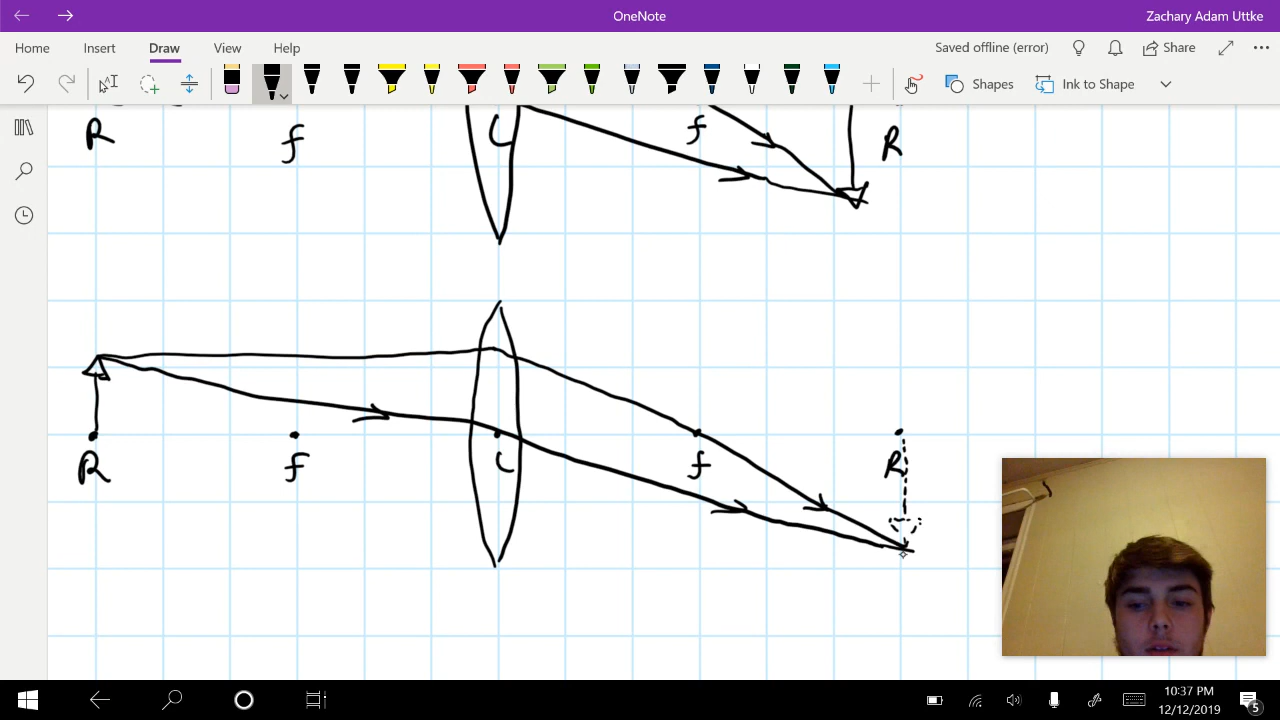 OneNote
Zachary Adam Uttke
Home Insert Draw View Help
Saved offline (error)
Share
Shapes
Ink to Shape
R f C f R
R f C f R
10:37 PM
12/12/2019
5